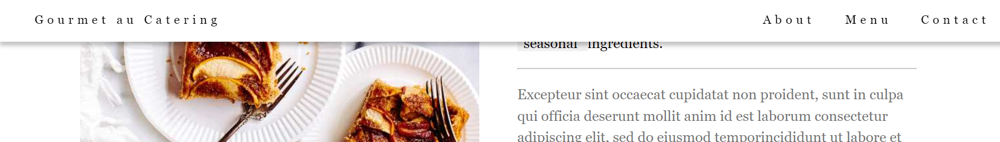 Gourmet au Catering About Menu Contact
seasonal ingredients.
Excepteur sint occaecat cupidatat non proident, sunt in culpa
qui officia deserunt mollit anim id est laborum consectetur
adipiscing elit, sed do eiusmod temporincididunt ut labore et